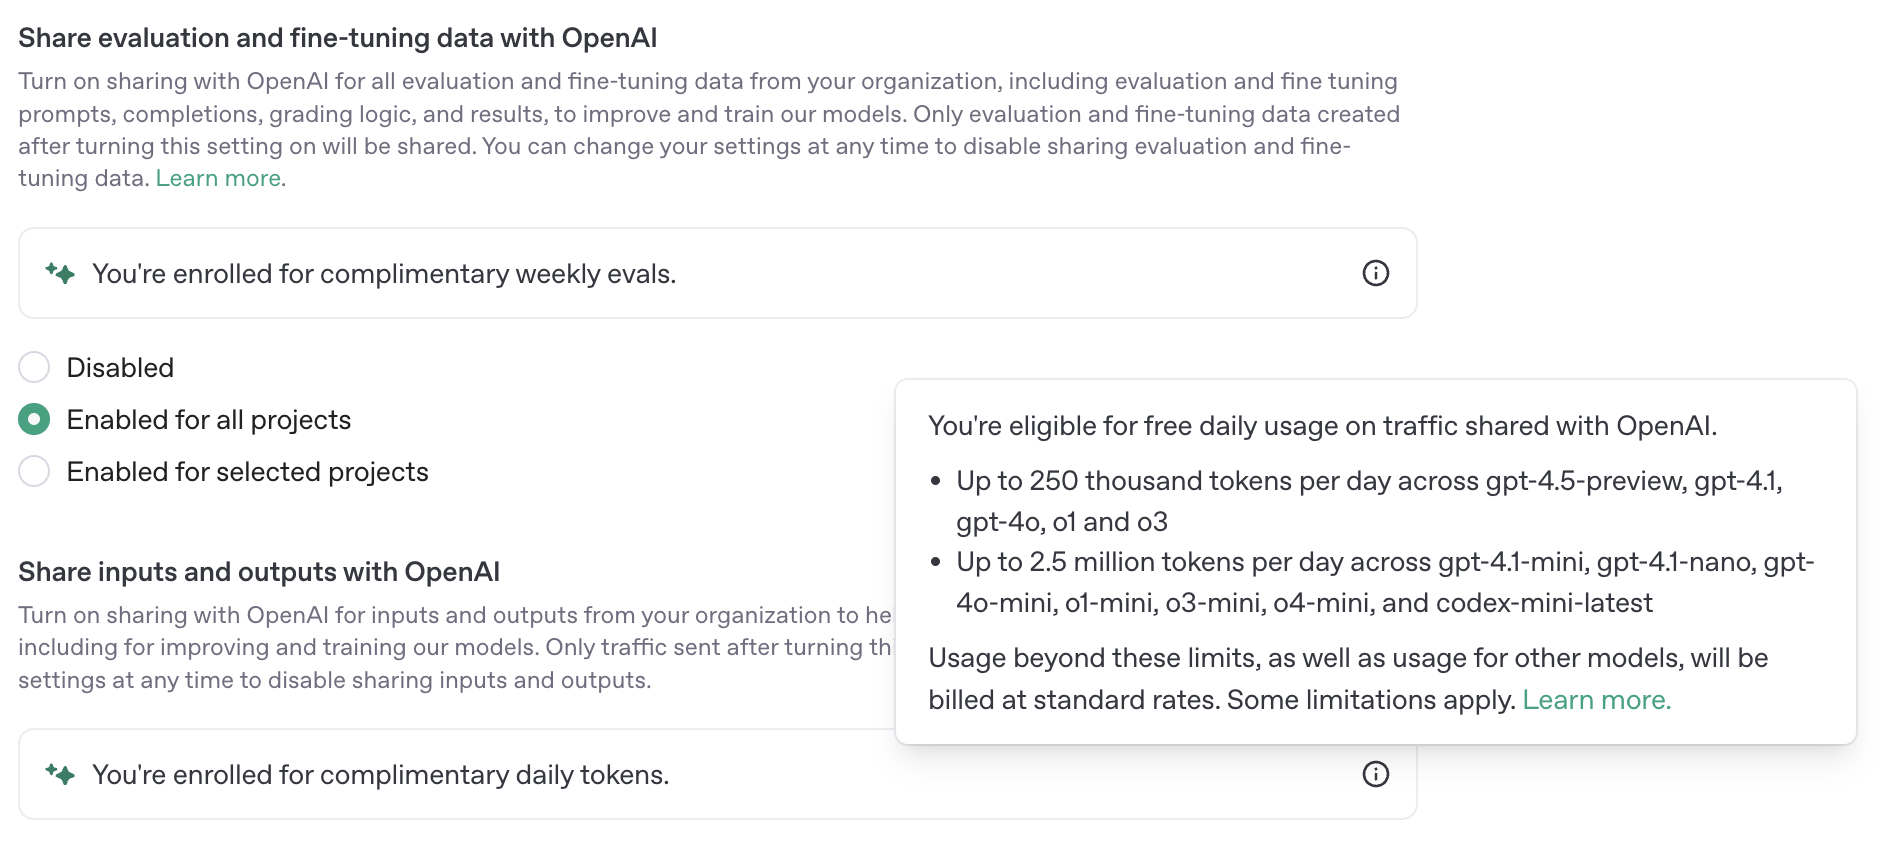 Share evaluation and fine-tuning data with OpenAI
Turn on sharing with OpenAI for all evaluation and fine-tuning data from your organization, including evaluation and fine tuning
prompts, completions, grading logic, and results, to improve and train our models. Only evaluation and fine-tuning data created
after turning this setting on will be shared. You can change your settings at any time to disable sharing evaluation and fine-
tuning data. Learn more.
You're enrolled for complimentary weekly evals.
Disabled
Enabled for all projects
Enabled for selected projects
Share inputs and outputs with OpenAI
Turn on sharing with OpenAI for inputs and outputs from your organization to
including for improving and training our models. Only traffic sent after turning
settings at any time to disable sharing inputs and outputs.
You're enrolled for complimentary daily tokens.
You're eligible for free daily usage on traffic shared with OpenAI.
• Up to 250 thousand tokens per day across gpt-4.5-preview, gpt-4.1,
gpt-4o, o1 and o3
• Up to 2.5 million tokens per day across gpt-4.1-mini, gpt-4.1-nano, gpt-
4o-mini, o1-mini, o3-mini, o4-mini, and codex-mini-latest
Usage beyond these limits, as well as usage for other models, will be
billed at standard rates. Some limitations apply. Learn more.